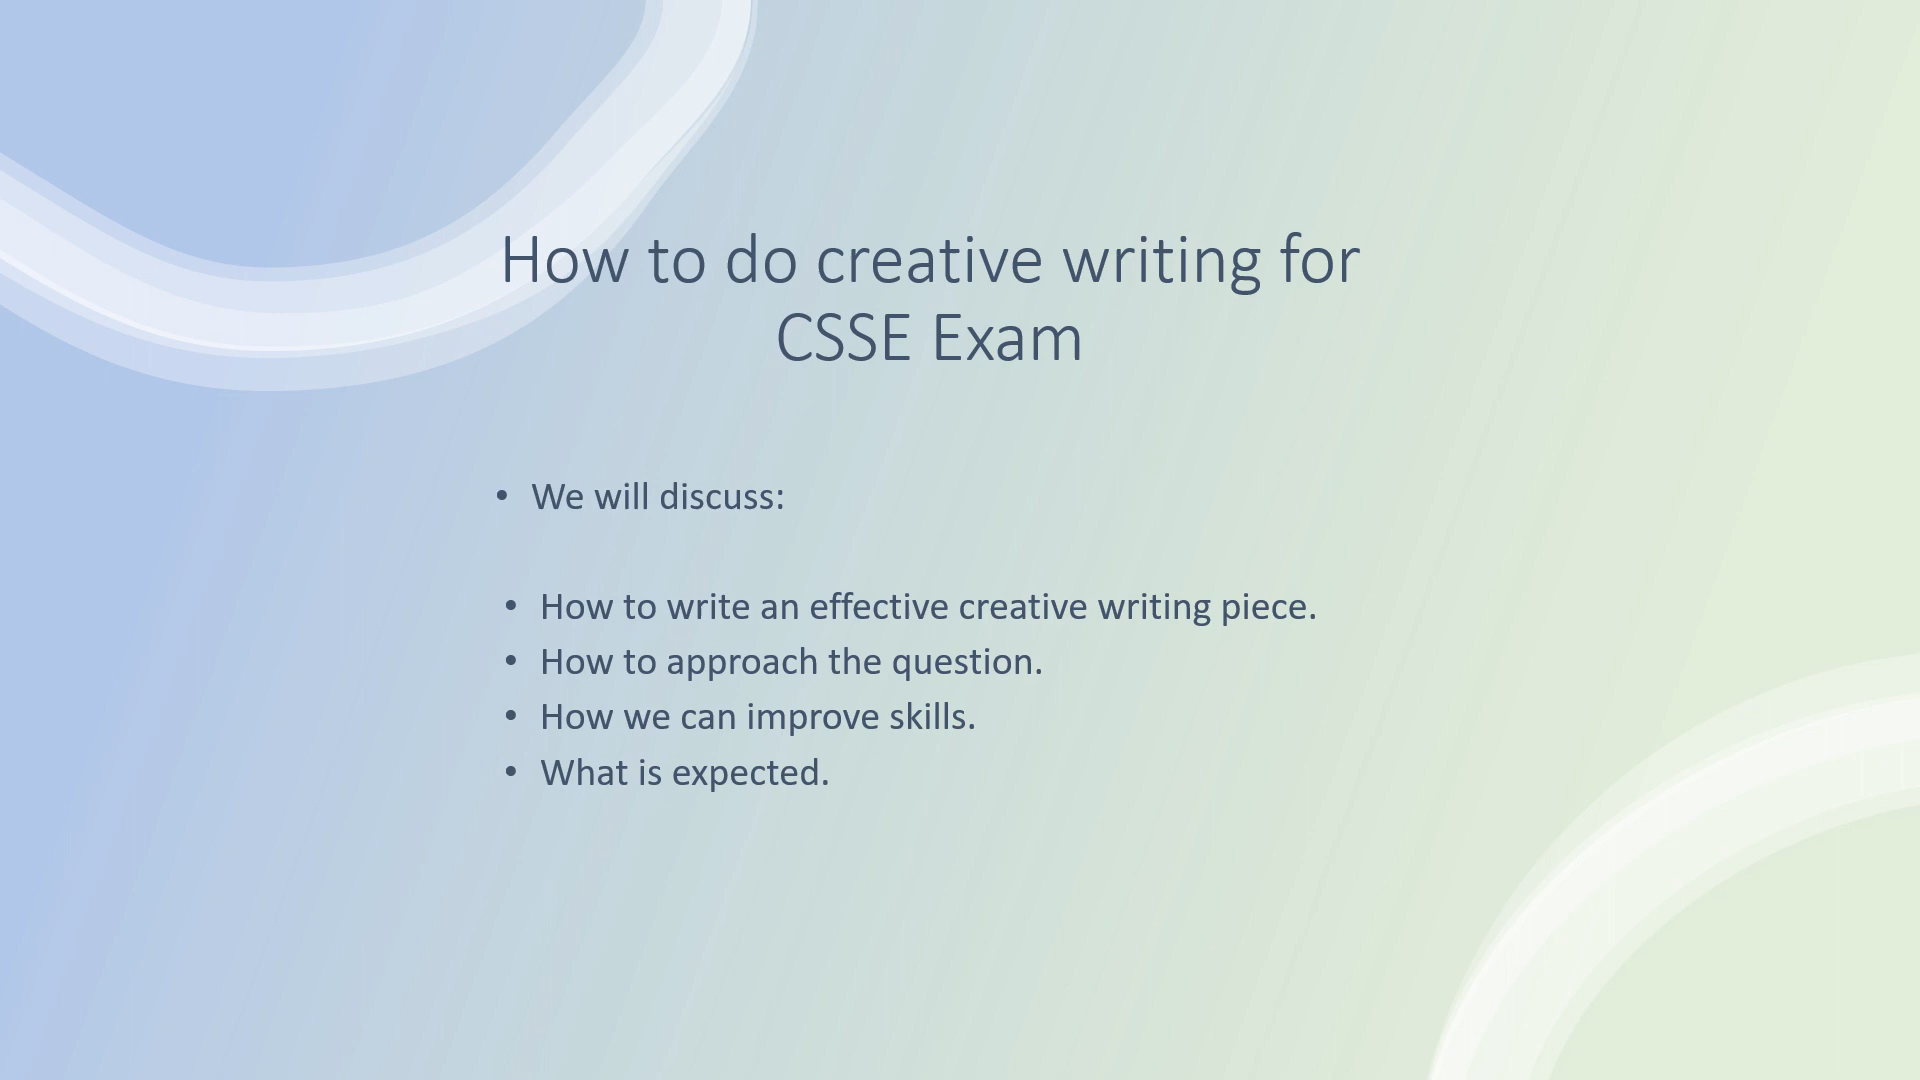 How to do creative writing for
CSSE Exam
• We will discuss:
• How to write an effective creative writing piece.
• How to approach the question.
• How we can improve skills.
• What is expected.